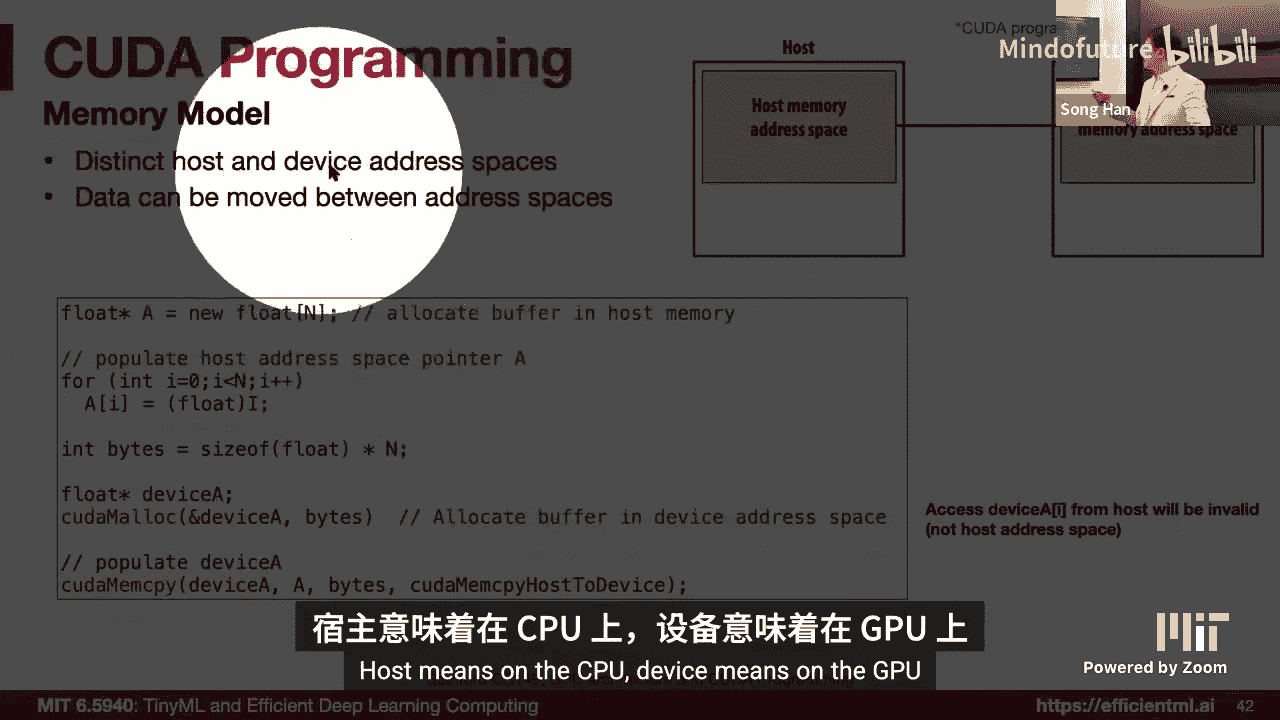 CUDA Programming
Memory Model
• Distinct host and device address spaces
• Data can be moved between address spaces
"CUDA progra
Host
Host memory
address space
memory address space
Mindofuture bilibili
Song Han
float* A = new float[N]; // allocate buffer in host memory
// populate host address space pointer A
for (int i=0;i<N;i++)
A[i] = (float)I;
int bytes = sizeof(float) * N;
float* deviceA;
cudaMalloc(&deviceA, bytes) // Allocate buffer in device address space
// populate deviceA
cudaMemcpy(deviceA, A, bytes, cudaMemcpyHostToDevice);
Access deviceA[i] from host will be invalid
(not host address space)
宿主意味着在 CPU 上，设备意味着在 GPU 上
Host means on the CPU, device means on the GPU
MIT
Powered by Zoom
MIT 6.5940: TinyML and Efficient Deep Learning Computing
https://efficientml.ai
42